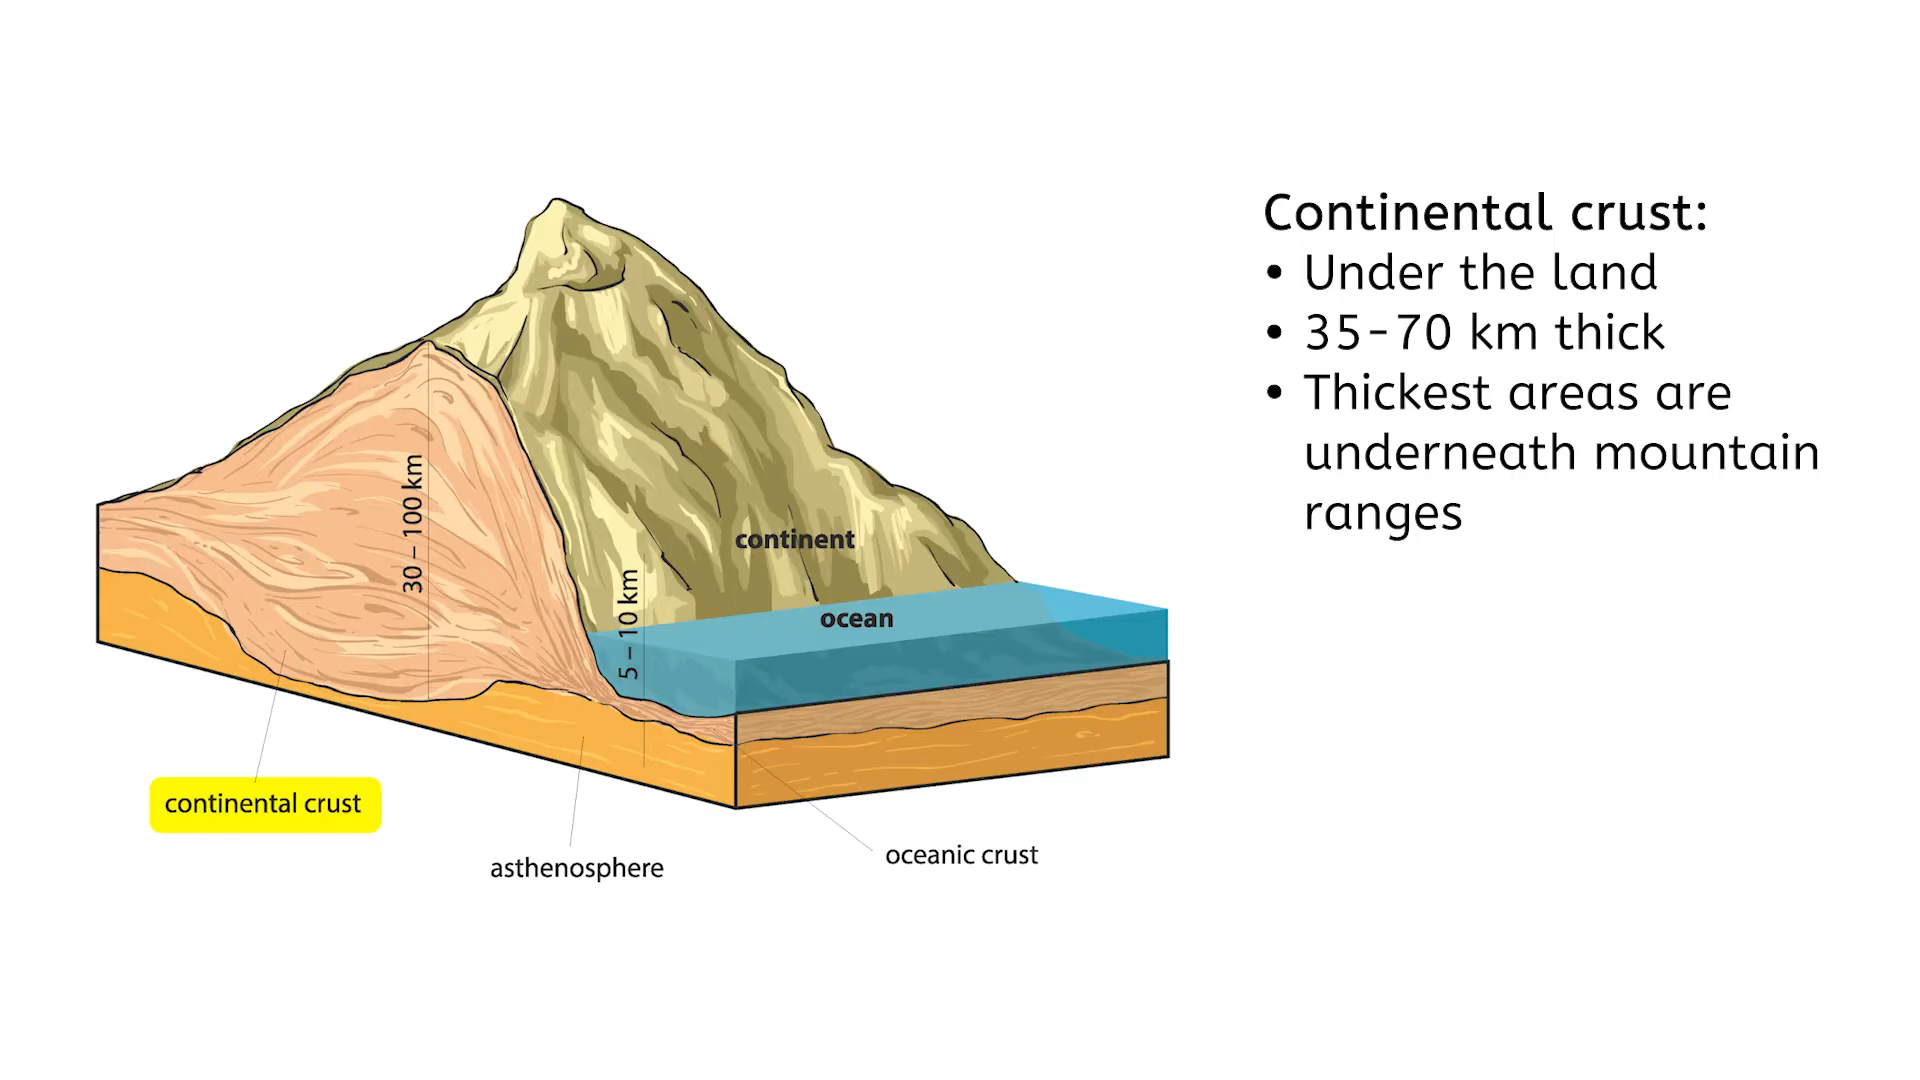 Continental crust:
• Under the land
• 35-70 km thick
• Thickest areas are
underneath mountain
ranges
30 – 100 km
continent
5 – 10 km
ocean
continental crust
asthenosphere
oceanic crust